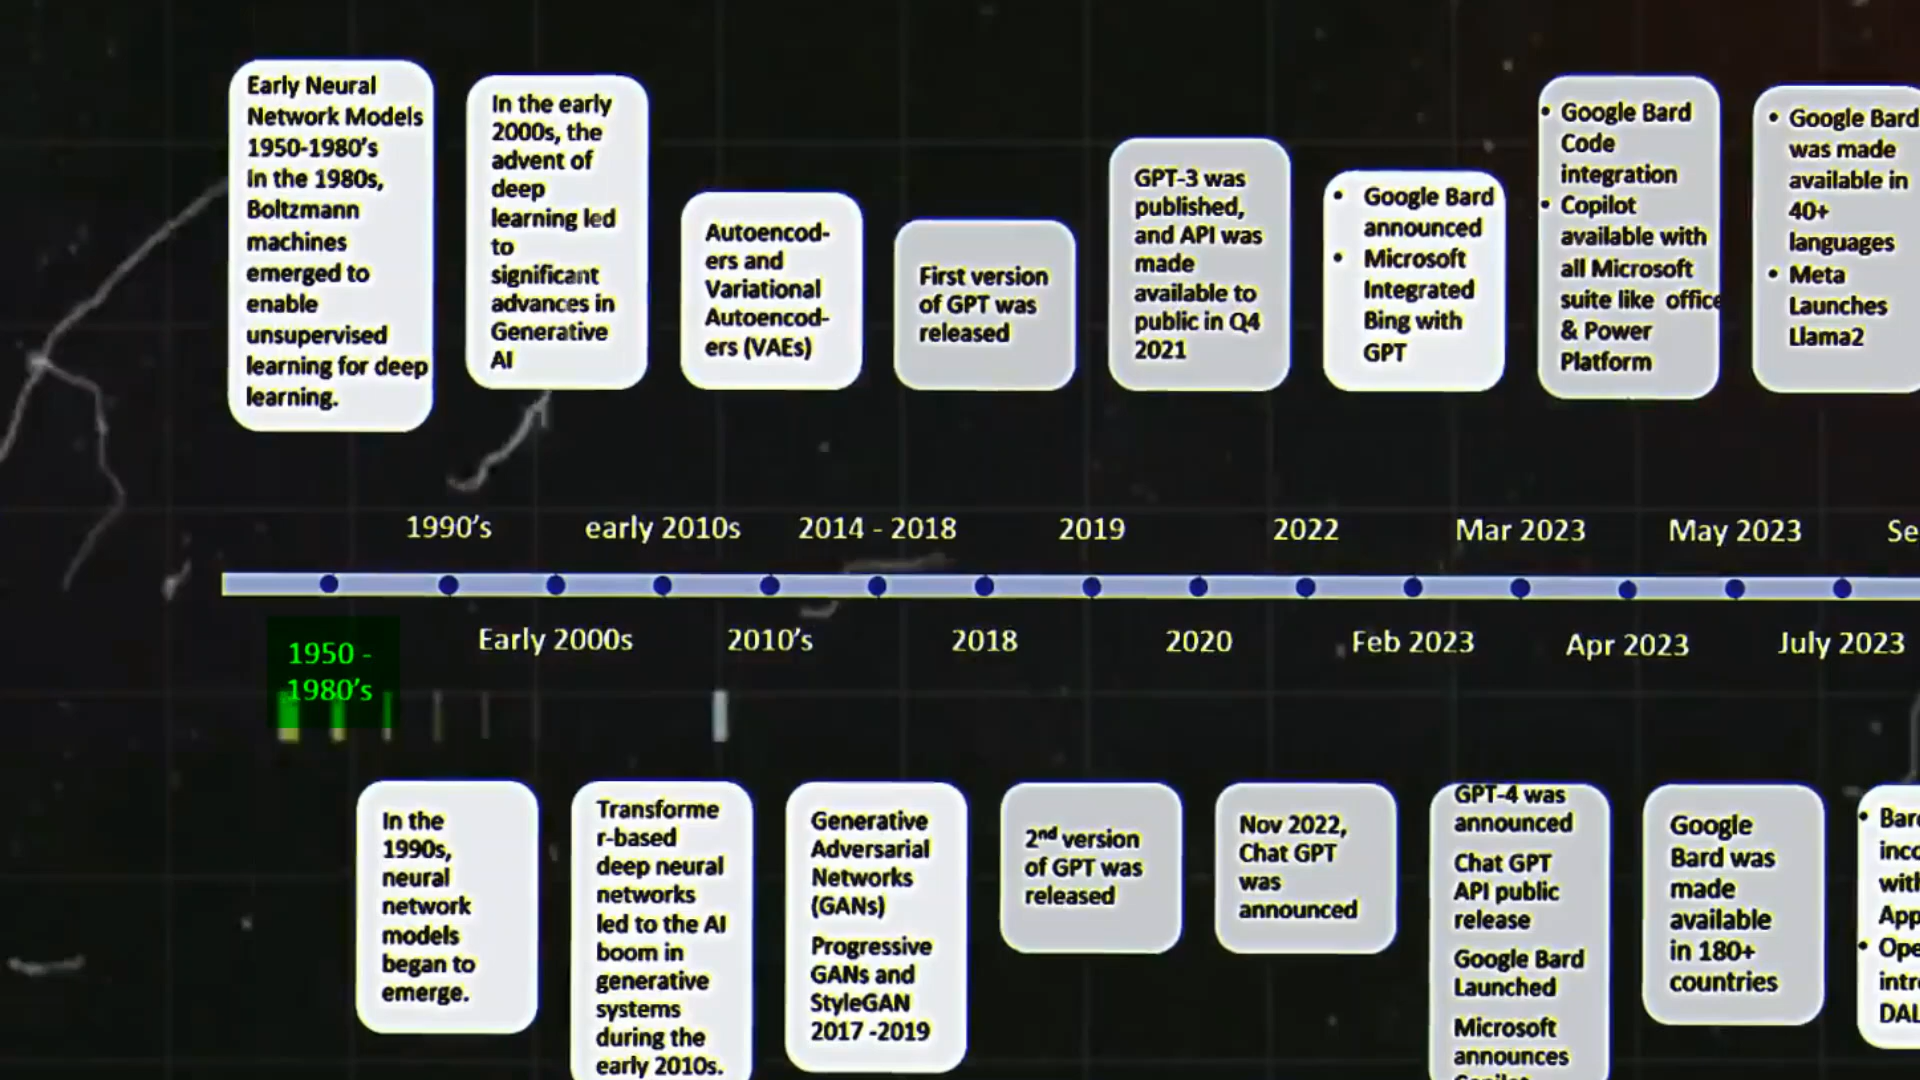 Early Neural
Network Models
1950-1980's
In the 1980s,
Boltzmann
machines
emerged to
enable
unsupervised
learning for deep
learning.
In the early
2000s, the
advent of
deep
learning led
to
significant
advances in
Generative
AI
Autoencod-
ers and
Variational
Autoencod-
ers (VAEs)
First version
of GPT was
released
GPT-3 was
published,
and API was
made
available to
public in Q4
2021
• Google Bard
announced
• Microsoft
Integrated
Bing with
GPT
• Google Bard
Code
integration
• Copilot
available with
all Microsoft
suite like office
& Power
Platform
• Google Bard
was made
available in
40+
languages
• Meta
Launches
Llama2
1990's
early 2010s
2014 - 2018
2019
2022
Mar 2023
May 2023
Se
1950 -
1980's
Early 2000s
2010's
2018
2020
Feb 2023
Apr 2023
July 2023
In the
1990s,
neural
network
models
began to
emerge.
Transforme
r-based
deep neural
networks
led to the AI
boom in
generative
systems
during the
early 2010s.
Generative
Adversarial
Networks
(GANs)
Progressive
GANs and
StyleGAN
2017 -2019
2nd version
of GPT was
released
Nov 2022,
Chat GPT
was
announced
GPT-4 was
announced
Chat GPT
API public
release
Google Bard
Launched
Microsoft
announces
Google
Bard was
made
available
in 180+
countries
• Bar
inco
with
App
• Ope
intr
DAL